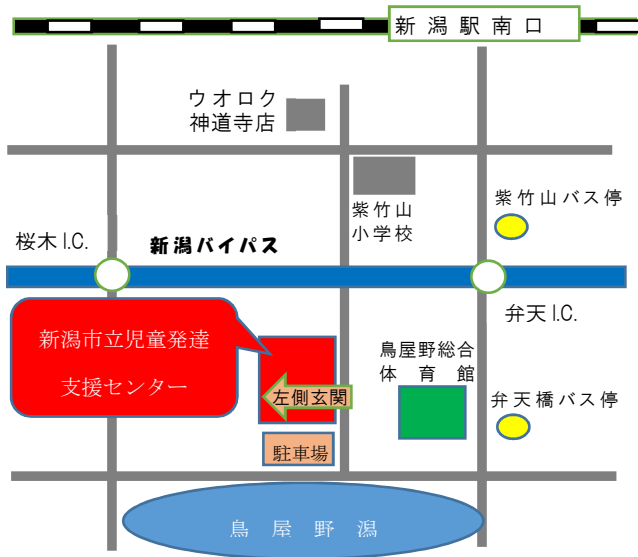 新潟駅南口
ウオロク
神道寺店
紫竹山
小学校
紫竹山バス停
桜木I.C.
新潟バイパス
弁天I.C.
新潟市立児童発達
支援センター
鳥屋野総合
体育館
左側玄関
弁天橋バス停
駐車場
鳥屋野潟